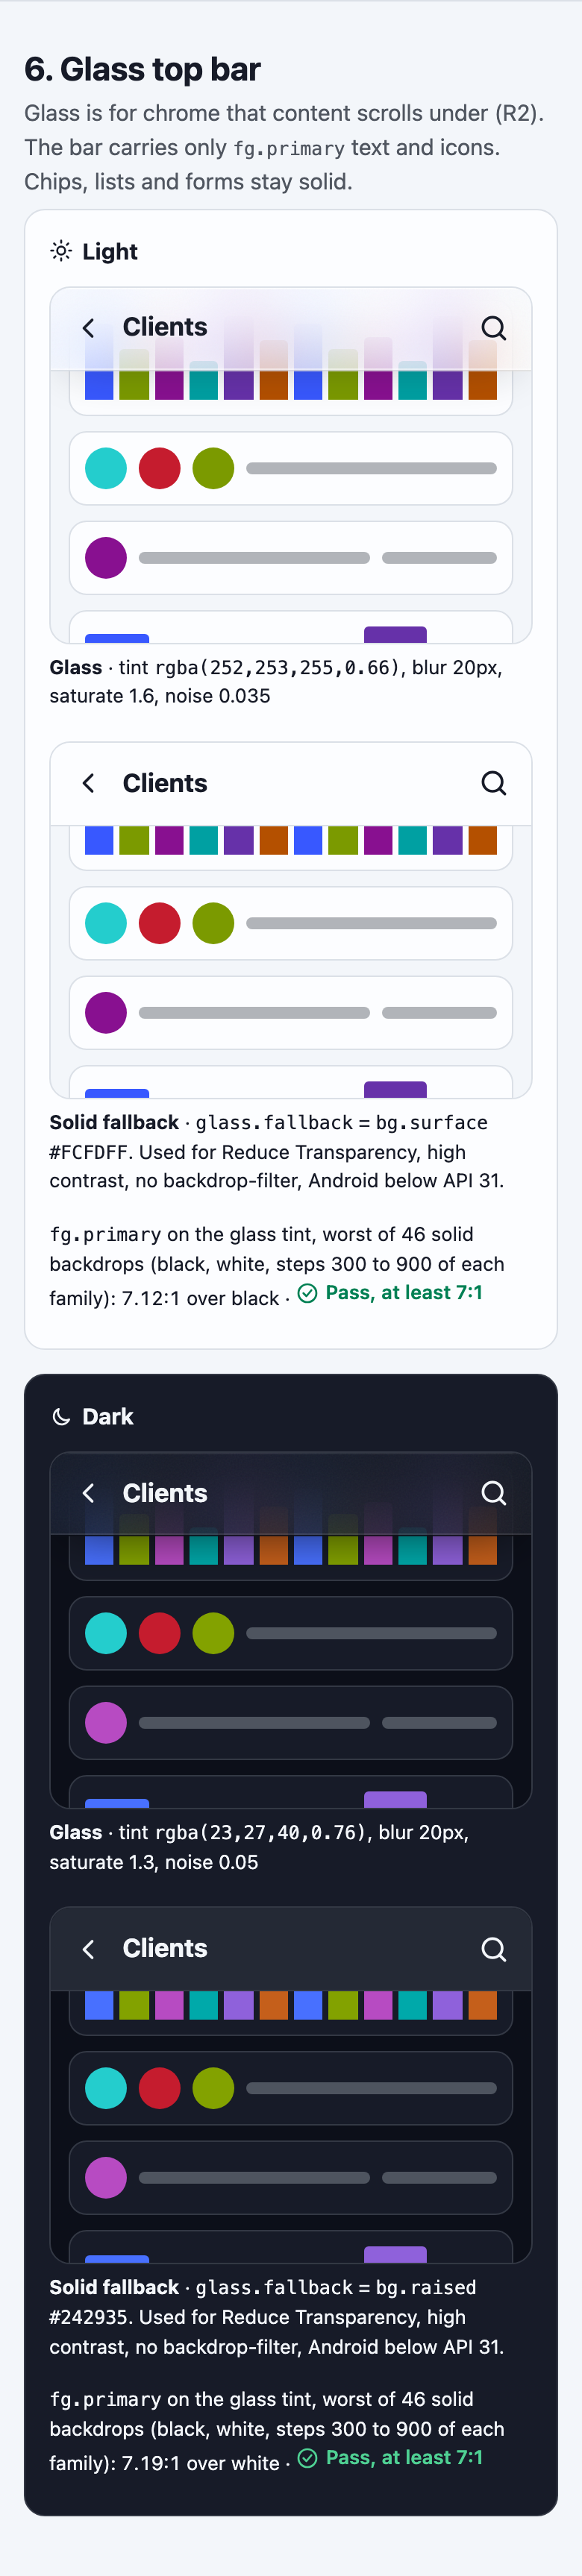 6. Glass top bar
Glass is for chrome that content scrolls under (R2).
The bar carries only fg.primary text and icons.
Chips, lists and forms stay solid.
Light
Clients
Glass · tint rgba(252,253,255,0.66), blur 20px,
saturate 1.6, noise 0.035
Clients
Solid fallback · glass.fallback = bg.surface
#FCFDFF. Used for Reduce Transparency, high
contrast, no backdrop-filter, Android below API 31.
fg.primary on the glass tint, worst of 46 solid
backdrops (black, white, steps 300 to 900 of each
family): 7.12:1 over black · Pass, at least 7:1
Dark
Clients
Glass · tint rgba(23,27,40,0.76), blur 20px,
saturate 1.3, noise 0.05
Clients
Solid fallback · glass.fallback = bg.raised
#242935. Used for Reduce Transparency, high
contrast, no backdrop-filter, Android below API 31.
fg.primary on the glass tint, worst of 46 solid
backdrops (black, white, steps 300 to 900 of each
family): 7.19:1 over white · Pass, at least 7:1